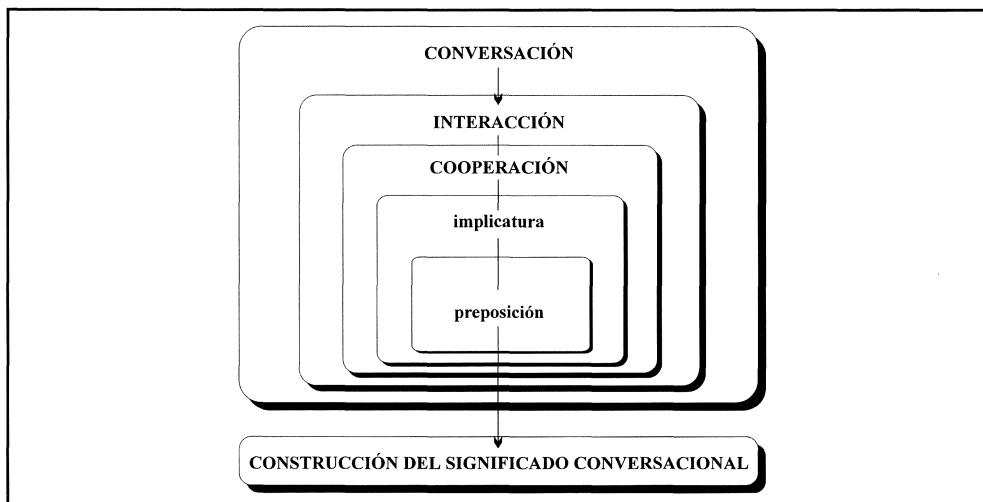 CONVERSACIÓN
INTERACCIÓN
COOPERACIÓN
implicatura
preposición
CONSTRUCCIÓN DEL SIGNIFICADO CONVERSACIONAL